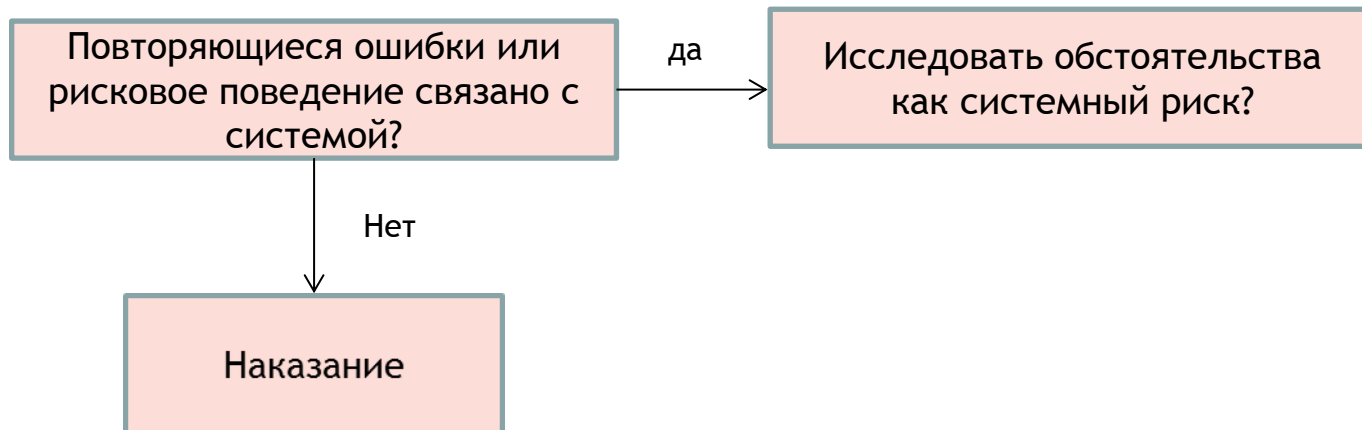 Повторяющиеся ошибки или
рисковое поведение связано с
системой?
да
Исследовать обстоятельства
как системный риск?
Нет
Наказание